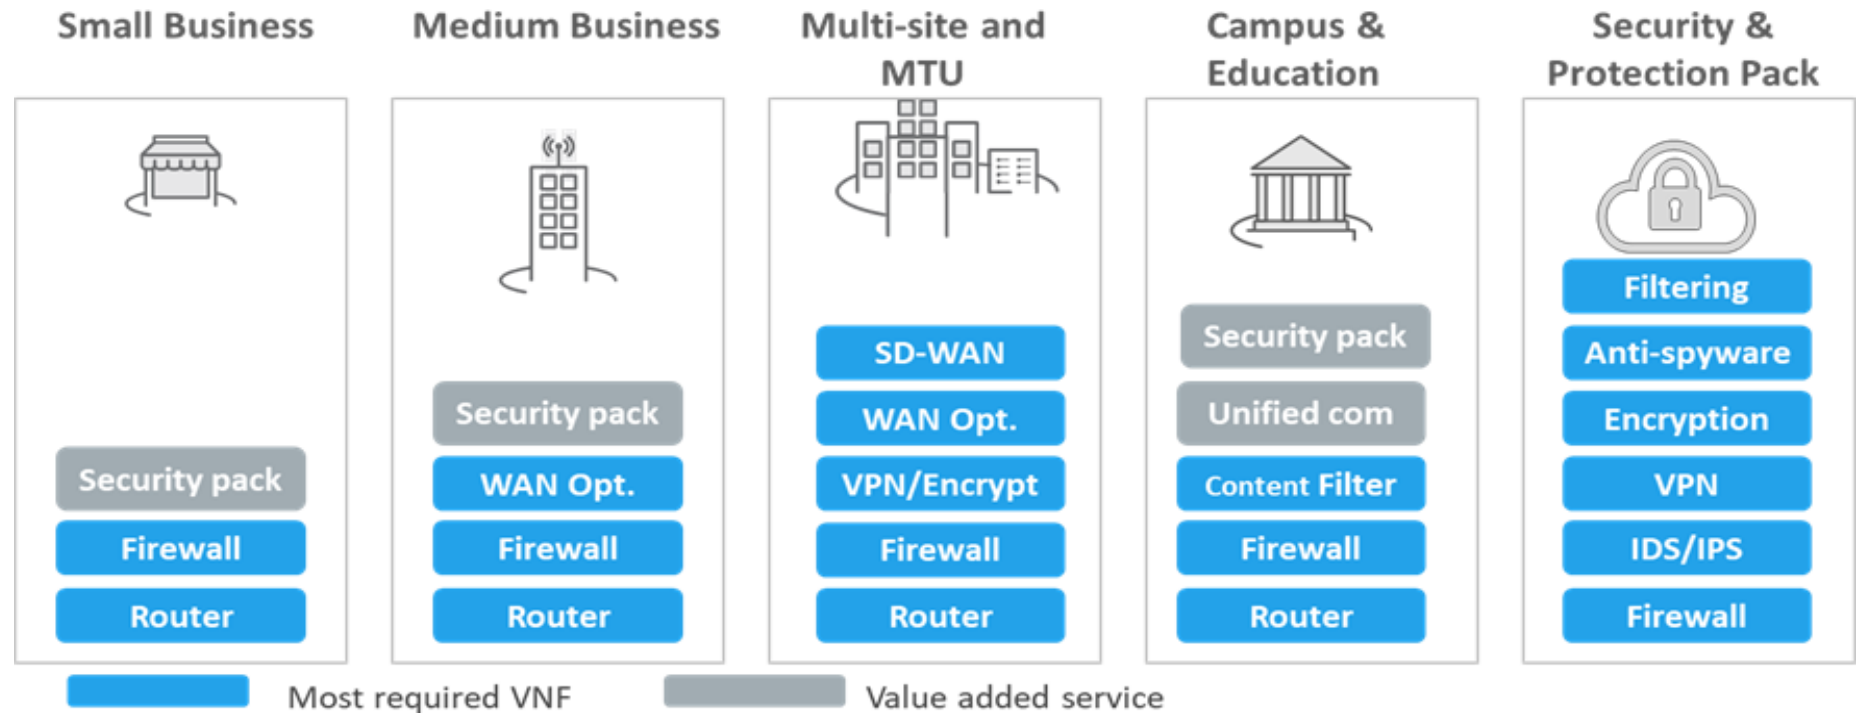 Small Business
Medium Business
Multi-site and
MTU
Campus &
Education
Security &
Protection Pack
Security pack
Firewall
Router
Security pack
WAN Opt.
Firewall
Router
SD-WAN
WAN Opt.
VPN/Encrypt
Firewall
Router
Security pack
Unified com
Content Filter
Firewall
Router
Filtering
Anti-spyware
Encryption
VPN
IDS/IPS
Firewall
Most required VNF
Value added service